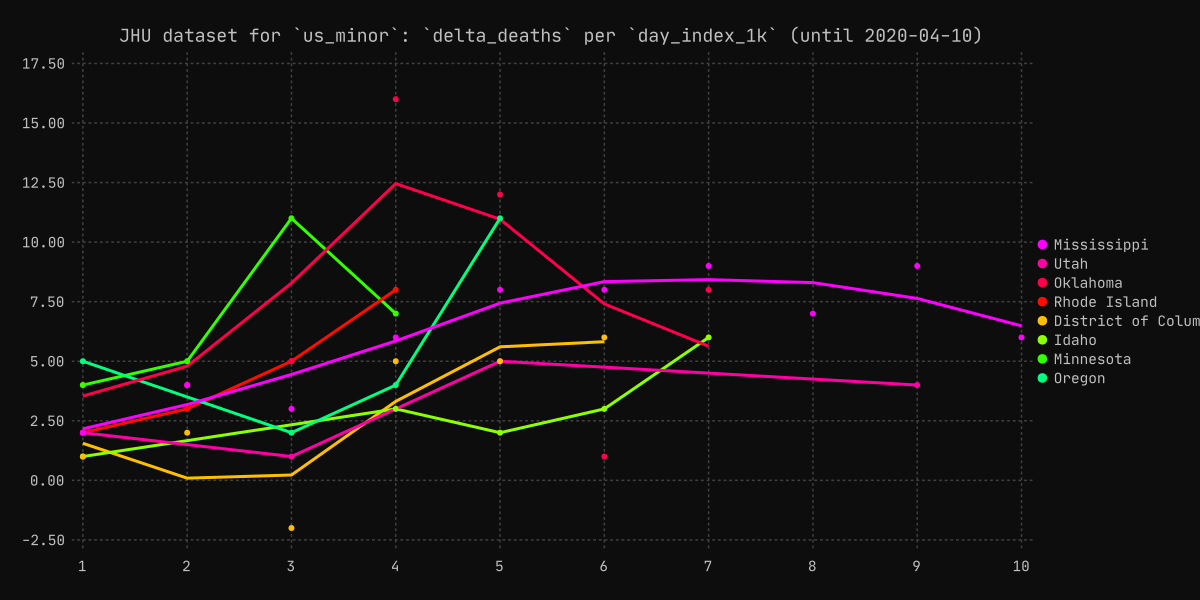 JHU dataset for `us_minor`: `delta_deaths` per `day_index_1k` (until 2020-04-10)
17.50
15.00
12.50
10.00
7.50
5.00
2.50
0.00
-2.50
1 2 3 4 5 6 7 8 9 10
Mississippi
Utah
Oklahoma
Rhode Island
District of Colum
Idaho
Minnesota
Oregon